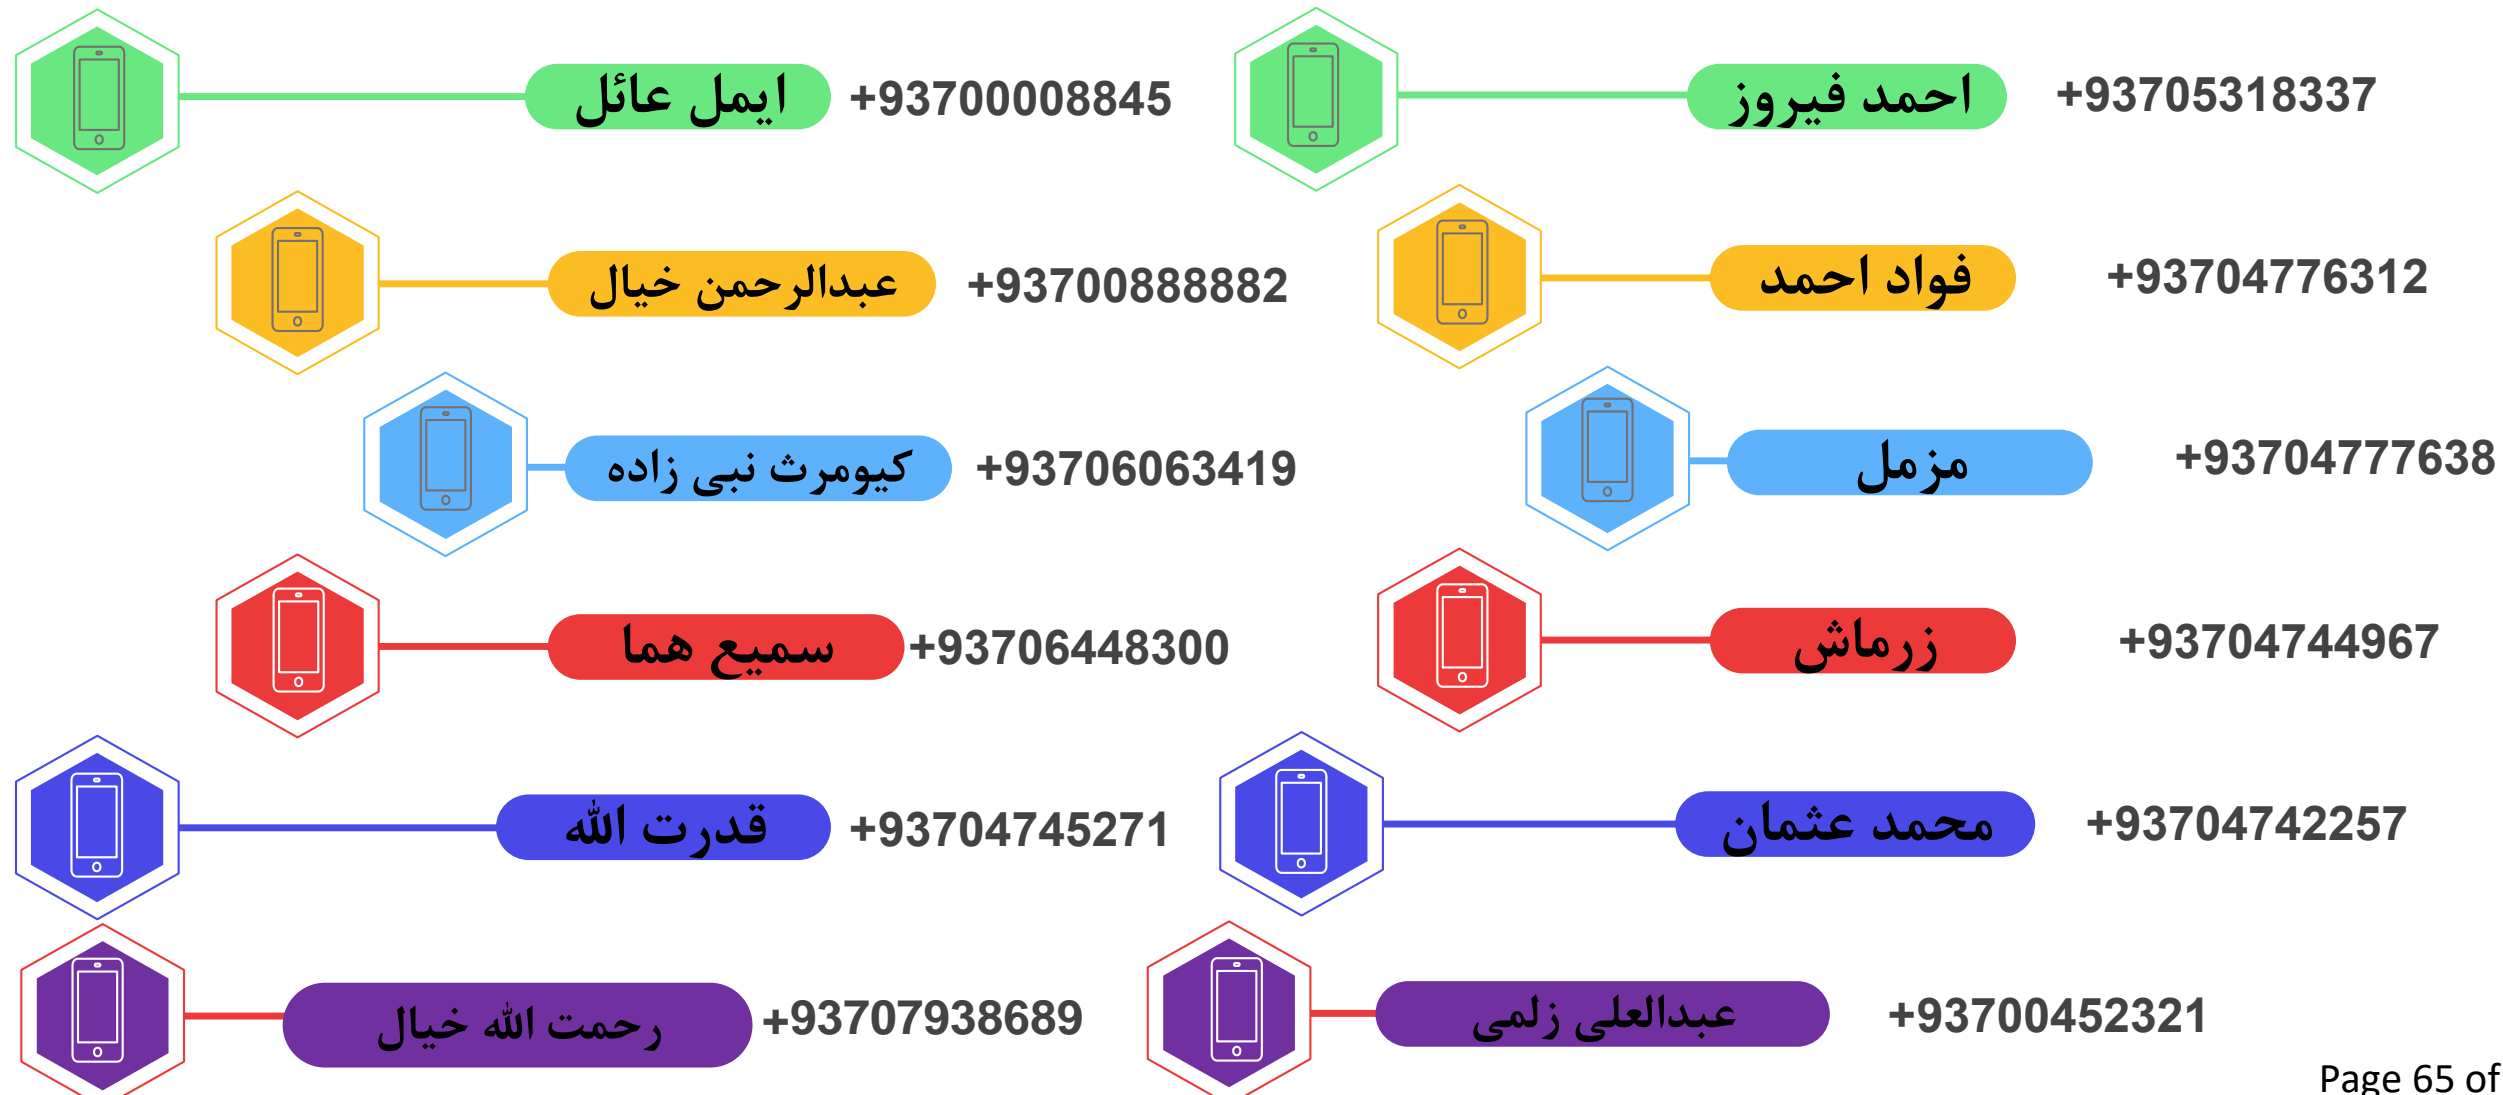 ایمل عائل +93700008845
احمد فیروز +93705318337
عبدالرحمن خیال +93700888882
فواد احمد +93704776312
کیومرث نبی زاده +93706063419
مزمل +93704777638
سمیع هما +93706448300
زرماش +93704744967
قدرت الله +93704745271
محمد عثمان +93704742257
رحمت الله خیال +93707938689
عبدالعلی زلمی +93700452321
Page 65 of